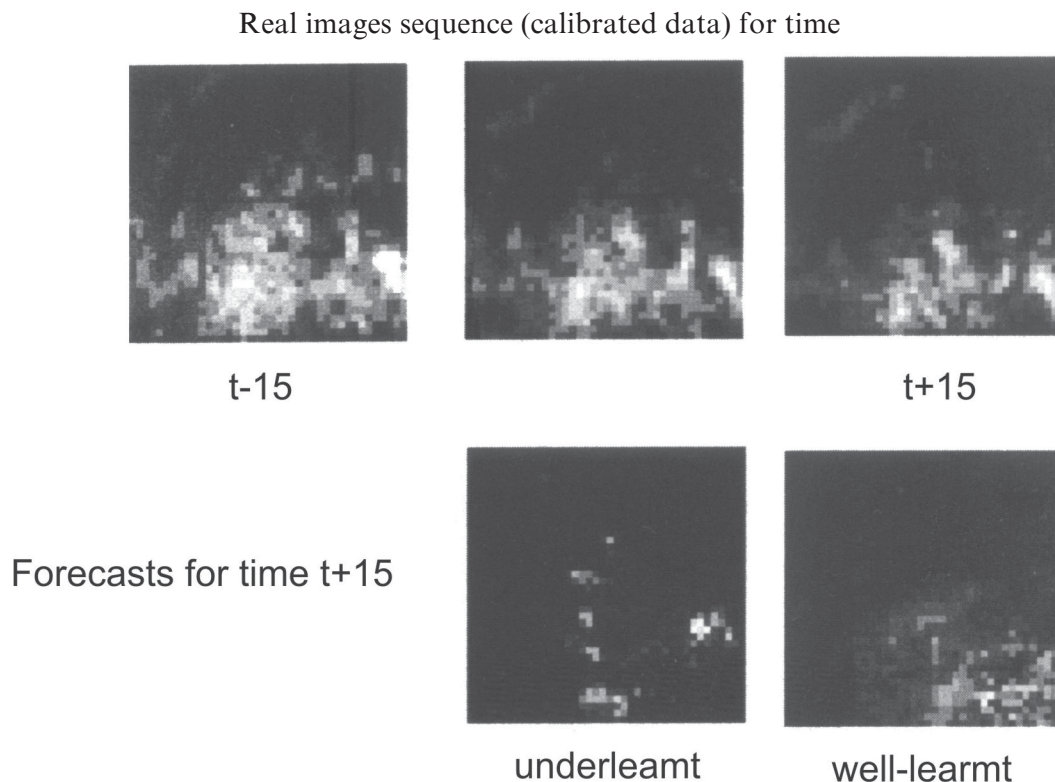 Real images sequence (calibrated data) for time
t-15
t+15
Forecasts for time t+15
underleamt
well-learmt